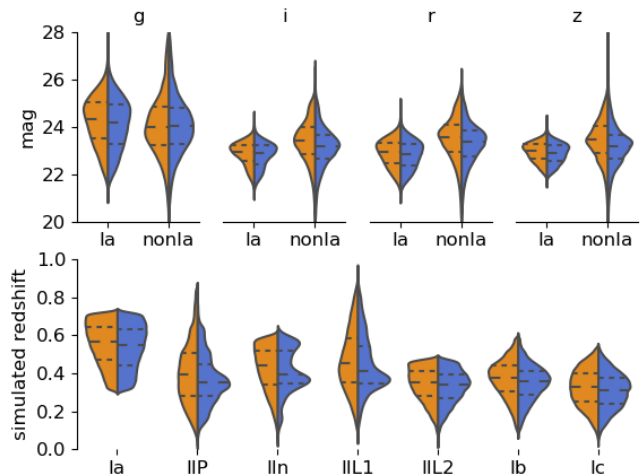 g i r z
mag
28
26
24
22
20
Ia nonIa Ia nonIa Ia nonIa Ia nonIa
simulated redshift
1.0
0.8
0.6
0.4
0.2
0.0
Ia IIP IIn IIL1 IIL2 Ib Ic